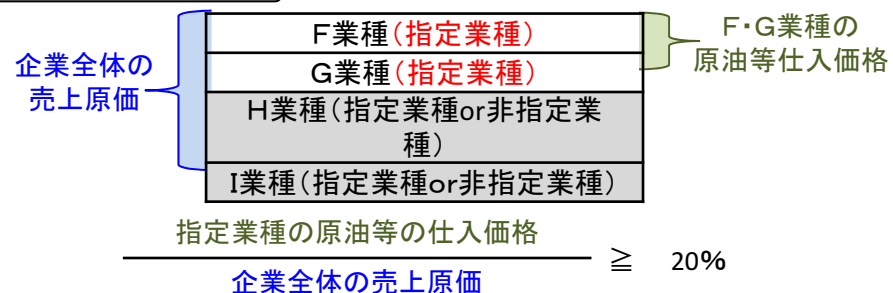 F業種(指定業種)
G業種(指定業種)
H業種(指定業種or非指定業
種)
I業種(指定業種or非指定業種)
企業全体の
売上原価
F・G業種の
原油等仕入価格
指定業種の原油等の仕入価格
企業全体の売上原価
≧ 20%